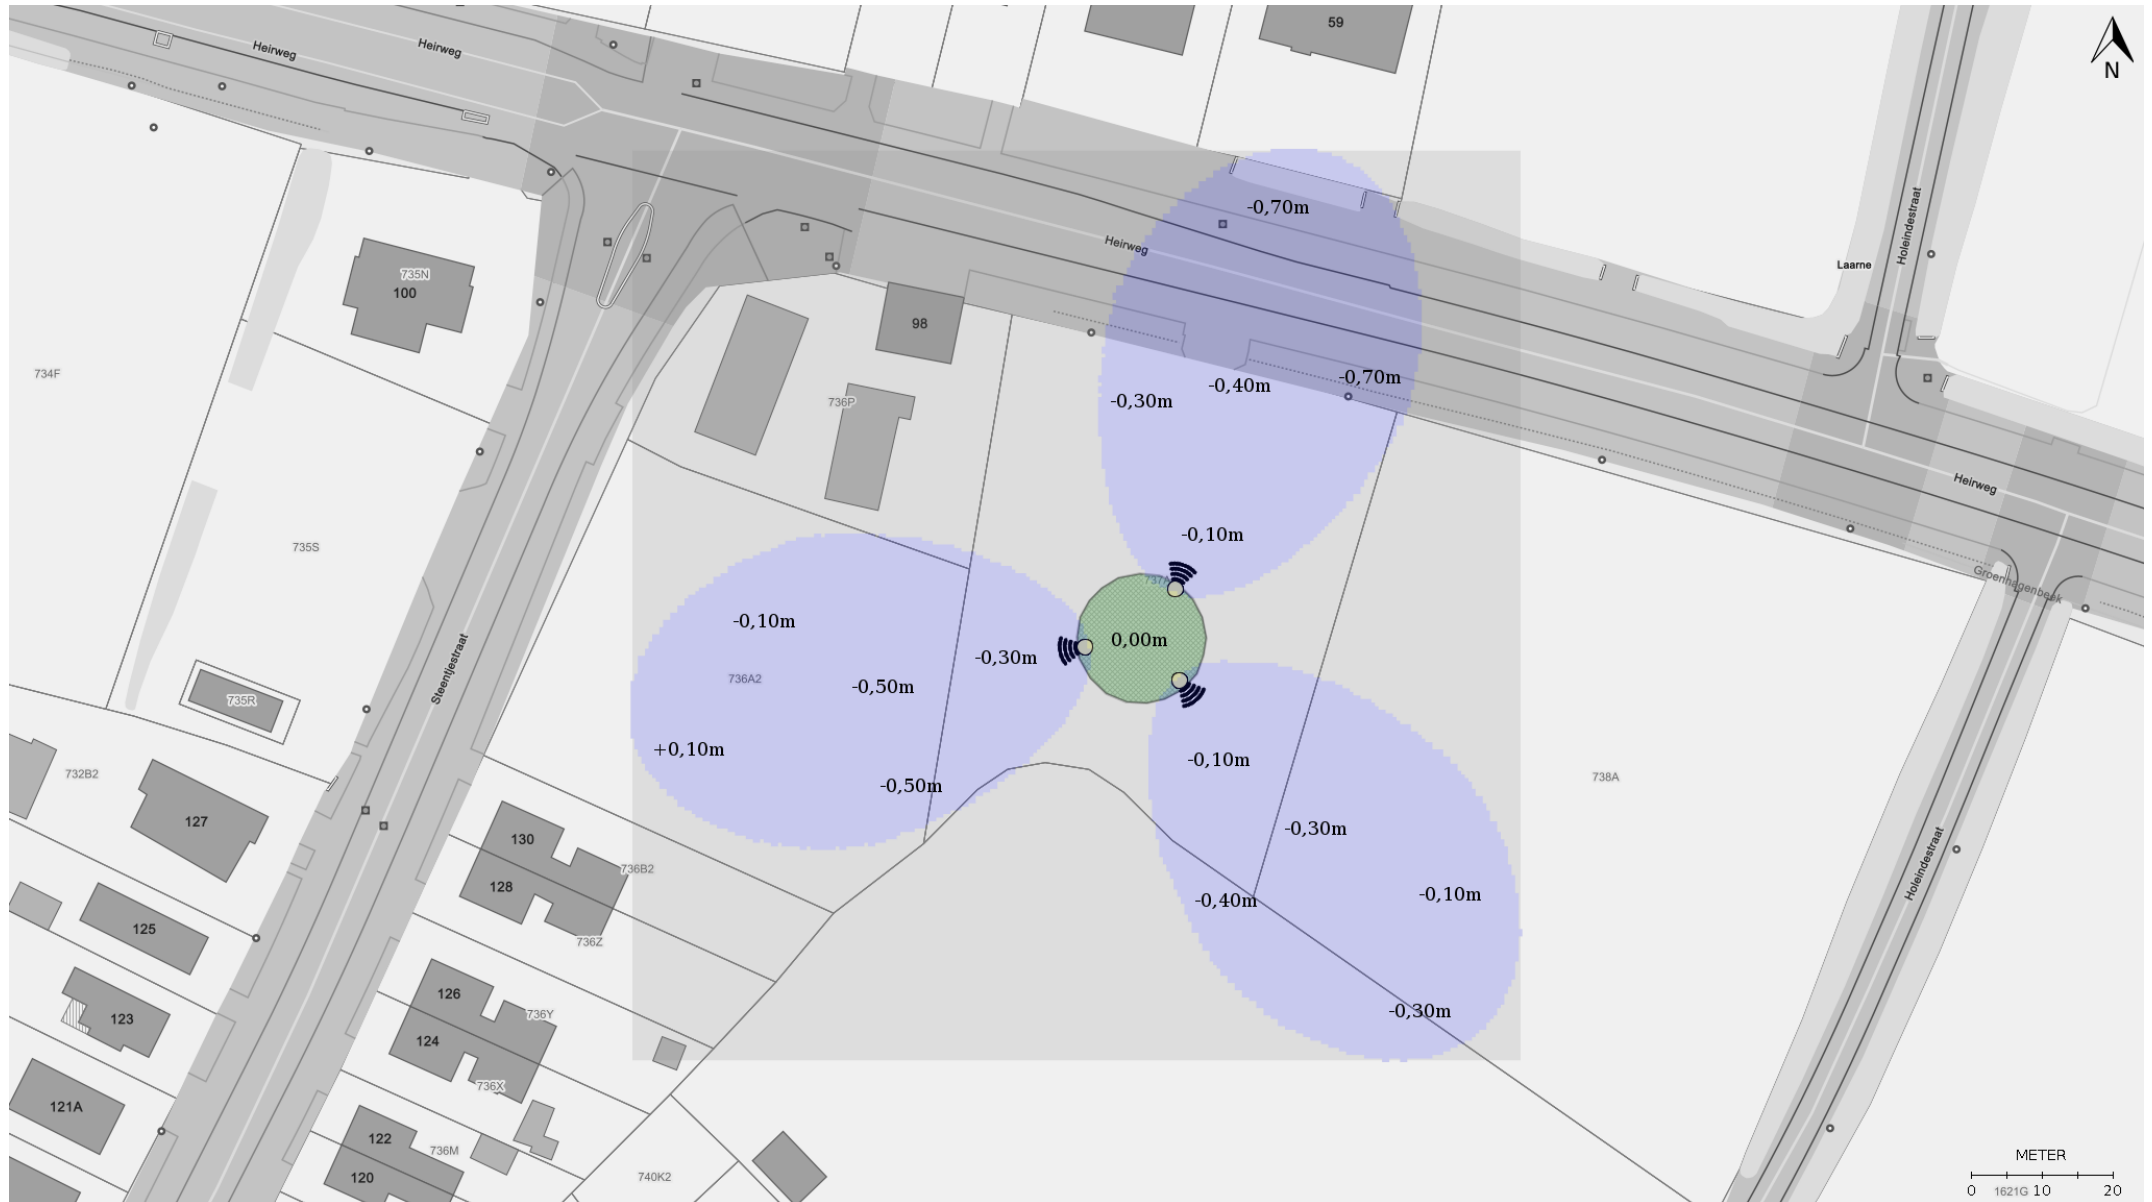 59
Heirweg
Heirweg
N
-0,70m
Holeindestraat
Heirweg
Laarne
735N
100
98
734F
-0,70m
-0,40m
-0,30m
736P
Heirweg
-0,10m
735S
Groenhagenbeek
737A
-0,10m
0,00m
Steentjestraat
-0,30m
736A2
-0,50m
735R
+0,10m
-0,10m
732B2
738A
-0,50m
127
-0,30m
130
736B2
Holeindestraat
128
-0,10m
-0,40m
125
736Z
126
-0,30m
736Y
123
124
736X
121A
122
736M
METER
120
740K2
0 1621G 10 20